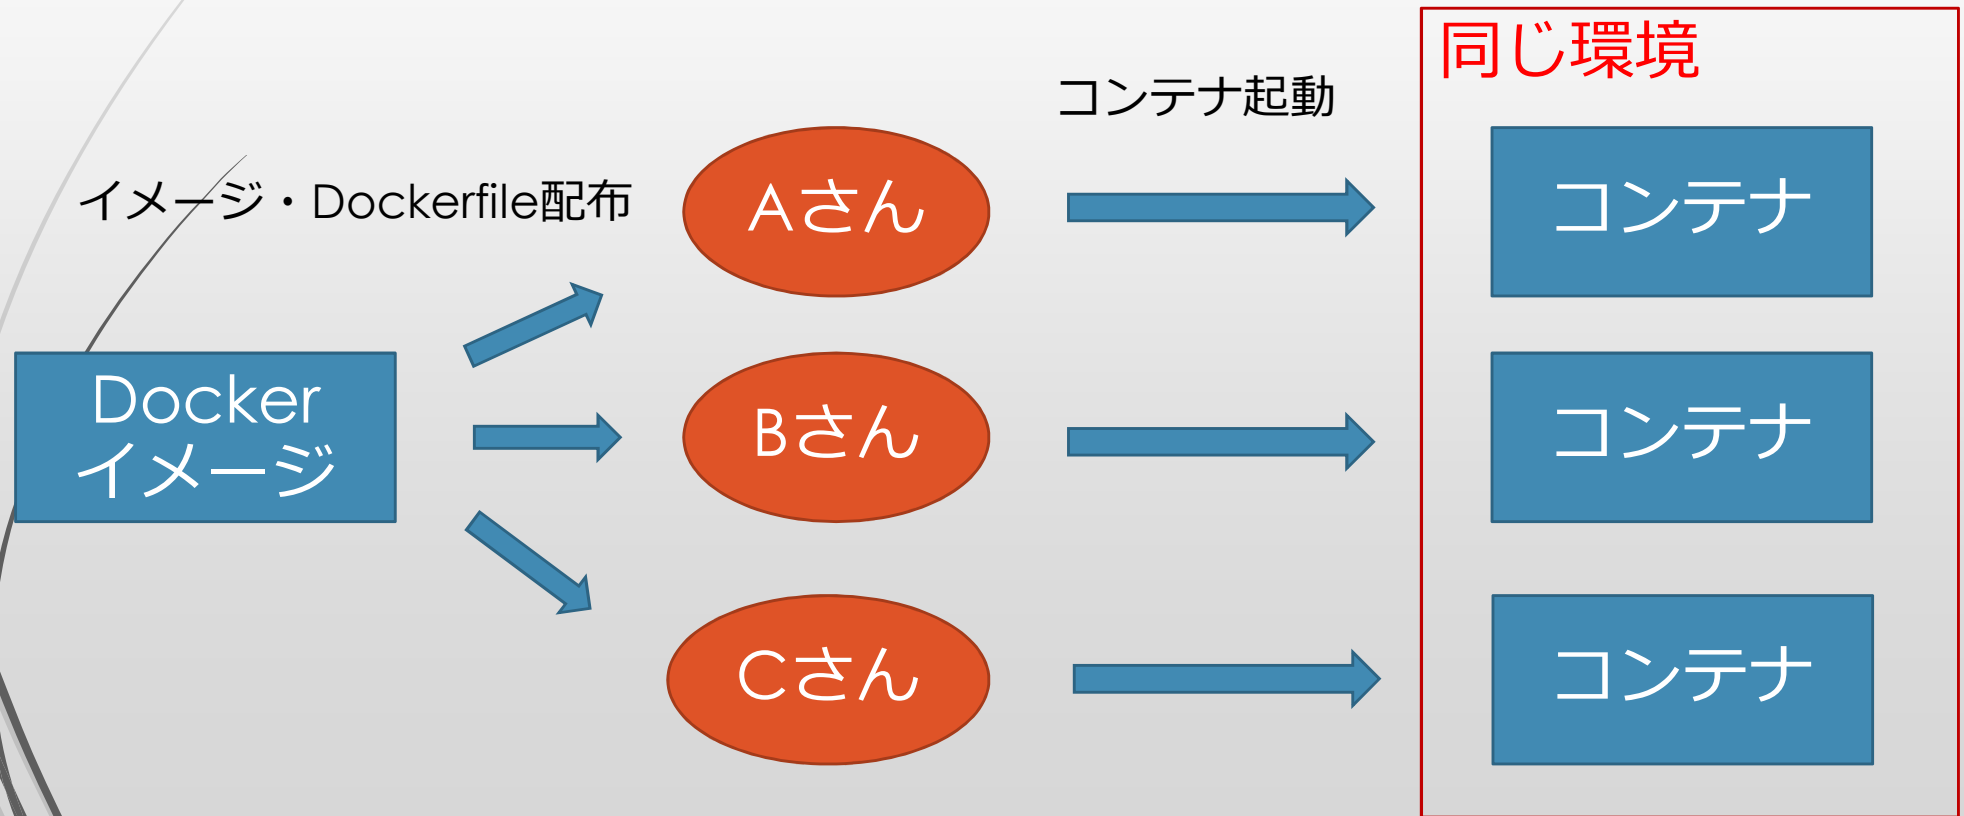 同じ環境
コンテナ起動
イメージ・Dockerfile配布
Aさん
コンテナ
Docker
イメージ
Bさん
コンテナ
Cさん
コンテナ